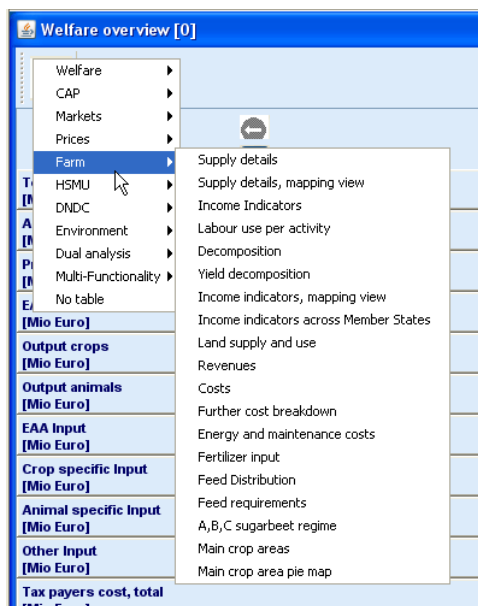 Welfare overview [0]
Welfare
CAP
Markets
Prices
Farm
HSMU
DNDC
Environment
Dual analysis
Multi-Functionality
No table
Supply details
Supply details, mapping view
Income Indicators
Labour use per activity
Decomposition
Yield decomposition
Income indicators, mapping view
Income indicators across Member States
Land supply and use
Revenues
Costs
Further cost breakdown
Energy and maintenance costs
Fertilizer input
Feed Distribution
Feed requirements
A,B,C sugarbeet regime
Main crop areas
Main crop area pie map
[Mio Euro]
Output crops
[Mio Euro]
Output animals
[Mio Euro]
EAA Input
[Mio Euro]
Crop specific Input
[Mio Euro]
Animal specific Input
[Mio Euro]
Other Input
[Mio Euro]
Tax payers cost, total